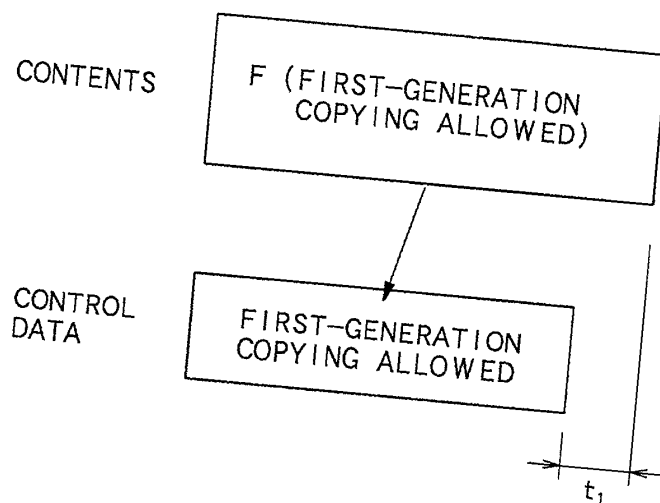 CONTENTS
F (FIRST-GENERATION
COPYING ALLOWED)
CONTROL
DATA
FIRST-GENERATION
COPYING ALLOWED
t₁